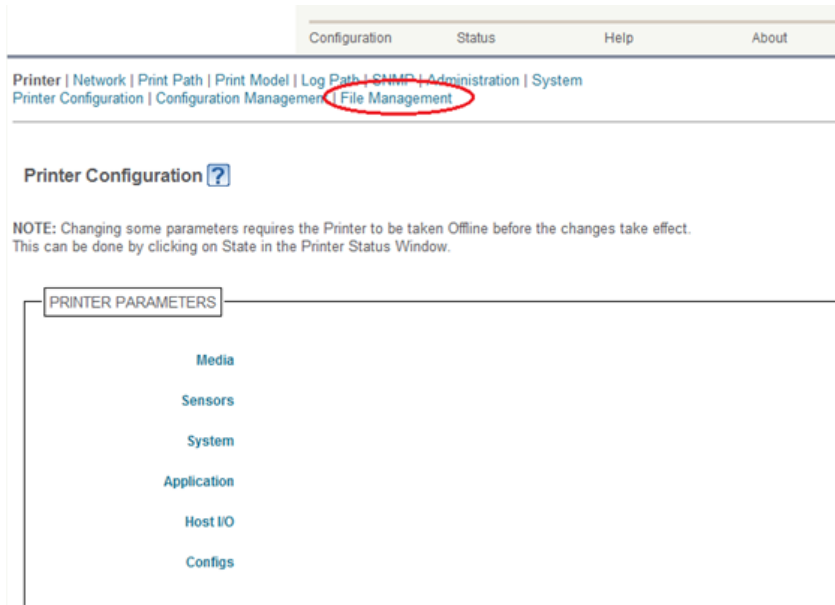 Configuration Status Help About
Printer | Network | Print Path | Print Model | Log Path | SNMP | Administration | System
Printer Configuration | Configuration Management | File Management
Printer Configuration ?
NOTE: Changing some parameters requires the Printer to be taken Offline before the changes take effect.
This can be done by clicking on State in the Printer Status Window.
PRINTER PARAMETERS
Media
Sensors
System
Application
Host I/O
Configs